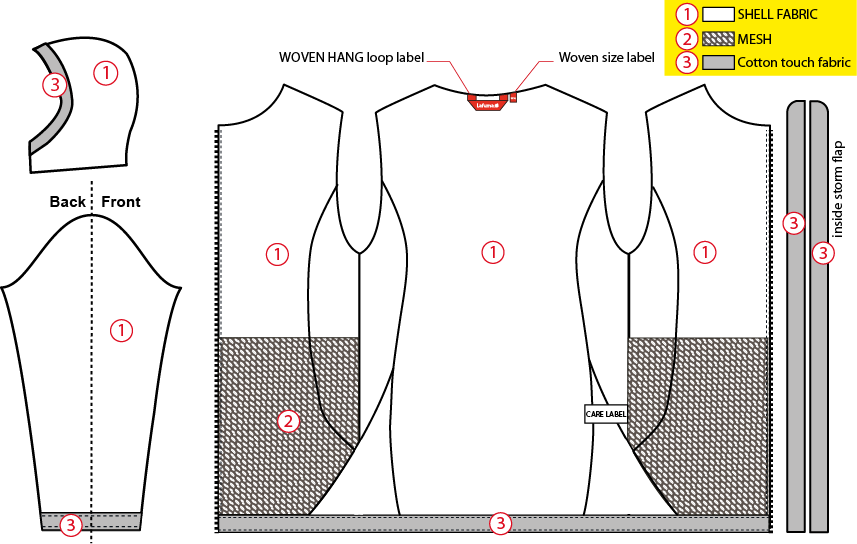 1 SHELL FABRIC
2 MESH
3 Cotton touch fabric
WOVEN HANG loop label
Woven size label
Lafuma
3
1
Back Front
1
3
1
2
1
1
CARE LABEL
3
3
3
inside storm flap